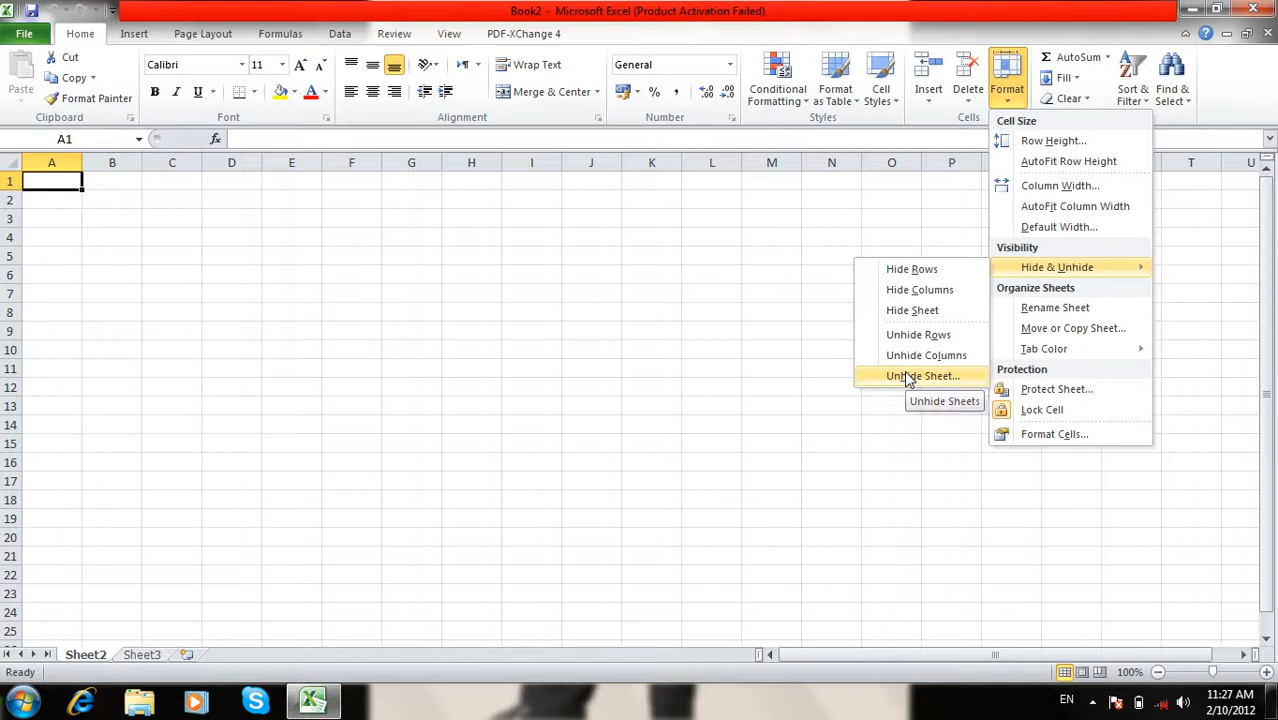 Book2 - Microsoft Excel (Product Activation Failed)
File Home Insert Page Layout Formulas Data Review View PDF-XChange 4
Paste
Cut
Copy
Format Painter
Clipboard
Calibri 11
B I U
A A
Font
Wrap Text
Merge & Center
Alignment
General
% , .00
Number
Conditional Formatting
Format as Table
Cell Styles
Styles
Insert
Delete
Format
Cells
Σ AutoSum
Fill
Clear
Sort & Filter
Find & Select
A1 fx
A B C D E F G H I J K L M N O P T U
1
2
3
4
5
6
7
8
9
10
11
12
13
14
15
16
17
18
19
20
21
22
23
24
25
Cell Size
Row Height...
AutoFit Row Height
Column Width...
AutoFit Column Width
Default Width...
Visibility
Hide & Unhide
Organize Sheets
Rename Sheet
Move or Copy Sheet...
Tab Color
Protection
Protect Sheet...
Lock Cell
Format Cells...
Hide Rows
Hide Columns
Hide Sheet
Unhide Rows
Unhide Columns
Unhide Sheet...
Unhide Sheets
Sheet2 Sheet3
Ready 100%
EN 11:27 AM
2/10/2012